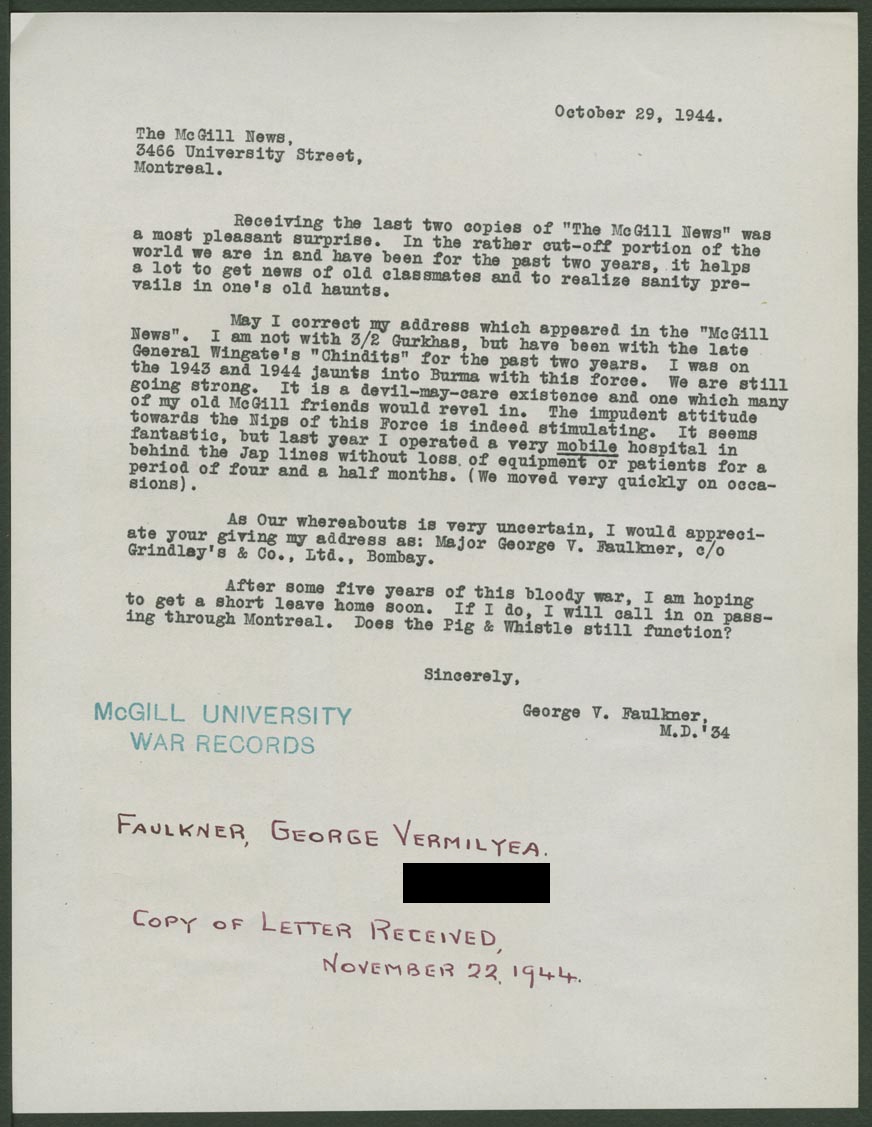 October 29, 1944.
The McGill News,
3466 University Street,
Montreal.
Receiving the last two copies of "The McGill News" was
a most pleasant surprise. In the rather cut-off portion of the
world we are in and have been for the past two years, it helps
a lot to get news of old classmates and to realize sanity pre-
vails in one's old haunts.
May I correct my address which appeared in the "McGill
News". I am not with 3/2 Gurkhas, but have been with the late
General Wingate's "Chindits" for the past two years. I was on
the 1943 and 1944 jaunts into Burma with this force. We are still
going strong. It is a devil-may-care existence and one which many
of my old McGill friends would revel in. The impudent attitude
towards the Nips of this Force is indeed stimulating. It seems
fantastic, but last year I operated a very mobile hospital in
behind the Jap lines without loss of equipment or patients for a
period of four and a half months. (We moved very quickly on occa-
sions).
As Our whereabouts is very uncertain, I would appreci-
ate your giving my address as: Major George V. Faulkner, c/o
Grindlay's & Co., Ltd., Bombay.
After some five years of this bloody war, I am hoping
to get a short leave home soon. If I do, I will call in on pass-
ing through Montreal. Does the Pig & Whistle still function?
Sincerely,
George V. Faulkner,
M.D.'34
McGILL UNIVERSITY
WAR RECORDS
FAULKNER, GEORGE VERMILYEA.
COPY OF LETTER RECEIVED,
NOVEMBER 22, 1944.